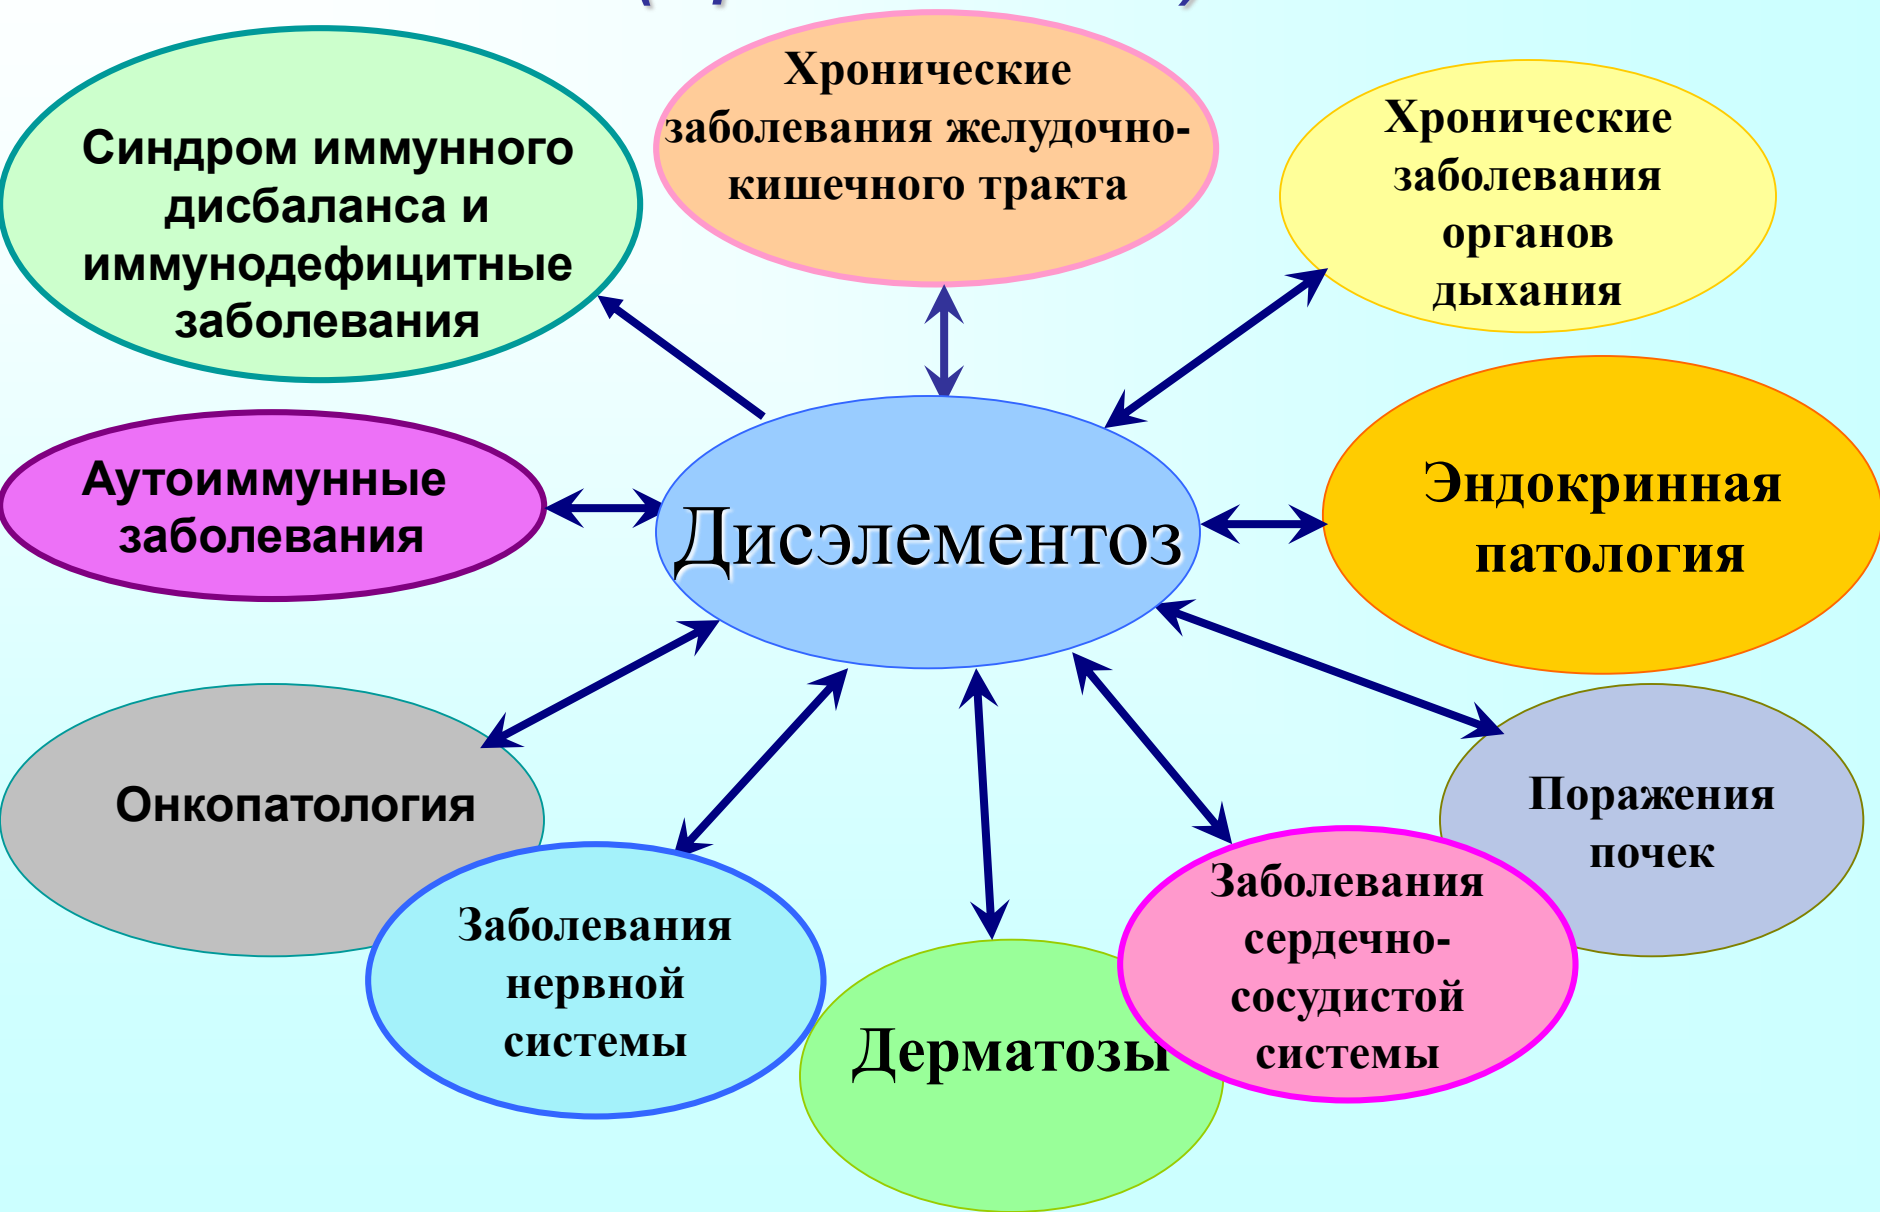 Хронические
заболевания желудочно-
кишечного тракта
Синдром иммунного
дисбаланса и
иммунодефицитные
заболевания
Хронические
заболевания
органов
дыхания
Аутоиммунные
заболевания
Дисэлементоз
Эндокринная
патология
Онкопатология
Поражения
почек
Заболевания
нервной
системы
Дерматозы
Заболевания
сердечно-
сосудистой
системы